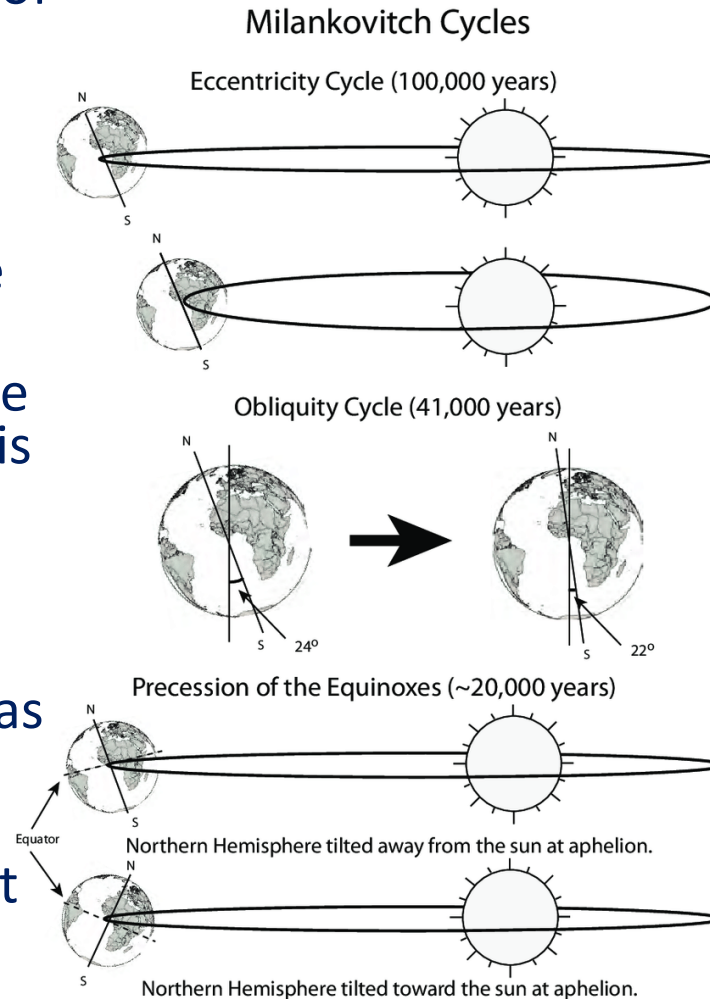 Milankovitch Cycles
Eccentricity Cycle (100,000 years)
N
S
N
e
S
e
Obliquity Cycle (41,000 years)
is
N
N
S
24º
S
22º
Precession of the Equinoxes (~20,000 years)
as
N
S
Equator
Northern Hemisphere tilted away from the sun at aphelion.
N
t
S
Northern Hemisphere tilted toward the sun at aphelion.